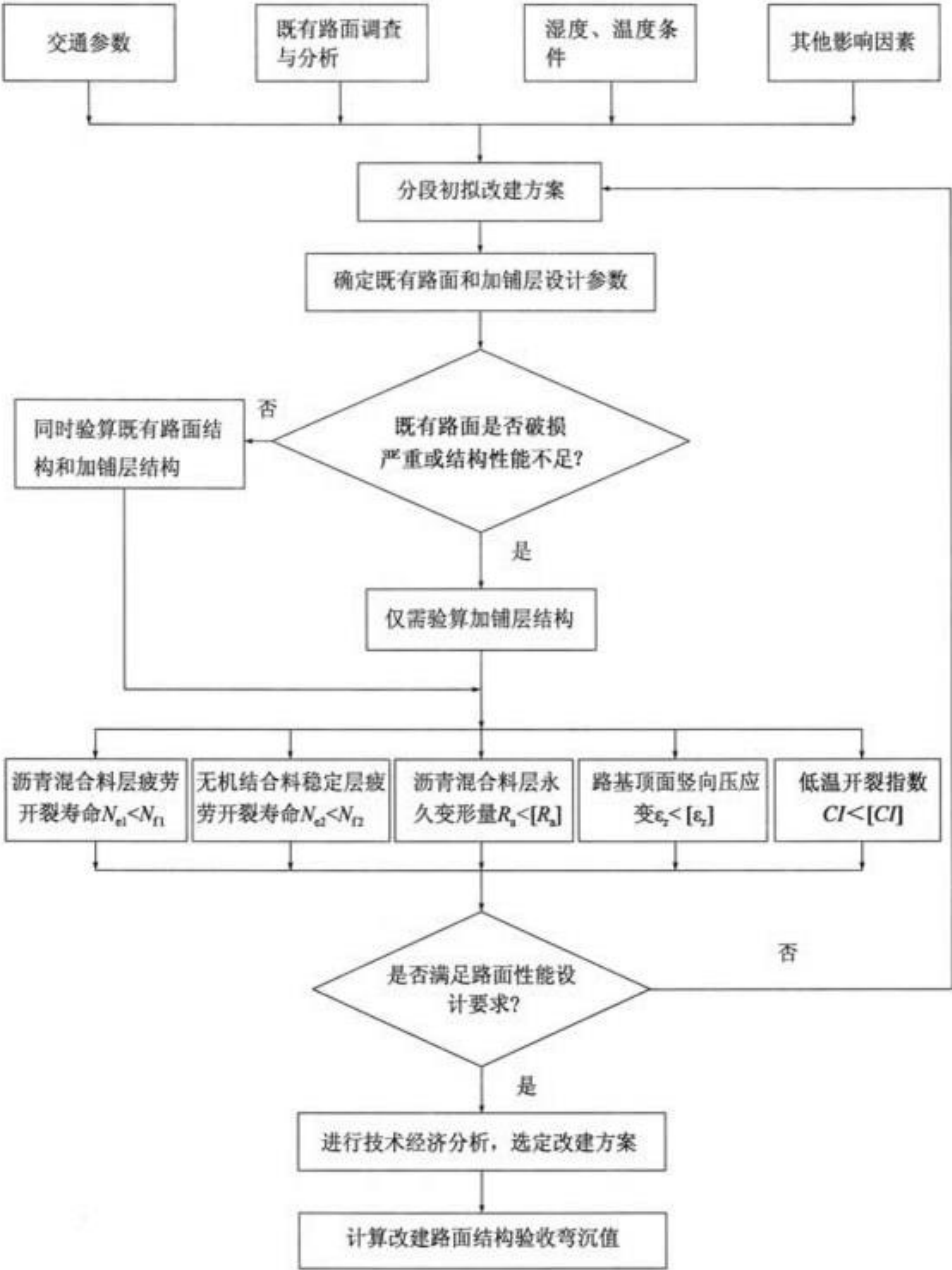 交通参数
既有路面调查
与分析
湿度、温度条
件
其他影响因素
分段初拟改建方案
确定既有路面和加铺层设计参数
既有路面是否破损
严重或结构性能不足?
否
同时验算既有路面结
构和加铺层结构
是
仅需验算加铺层结构
沥青混合料层疲劳
开裂寿命Ne1<Nf1
无机结合料稳定层疲
劳开裂寿命Ne2<Nf2
沥青混合料层永
久变形量Ra<[Ra]
路基顶面竖向压应
变εz<[εz]
低温开裂指数
CI<[CI]
是否满足路面性能设
计要求?
否
是
进行技术经济分析，选定改建方案
计算改建路面结构验收弯沉值